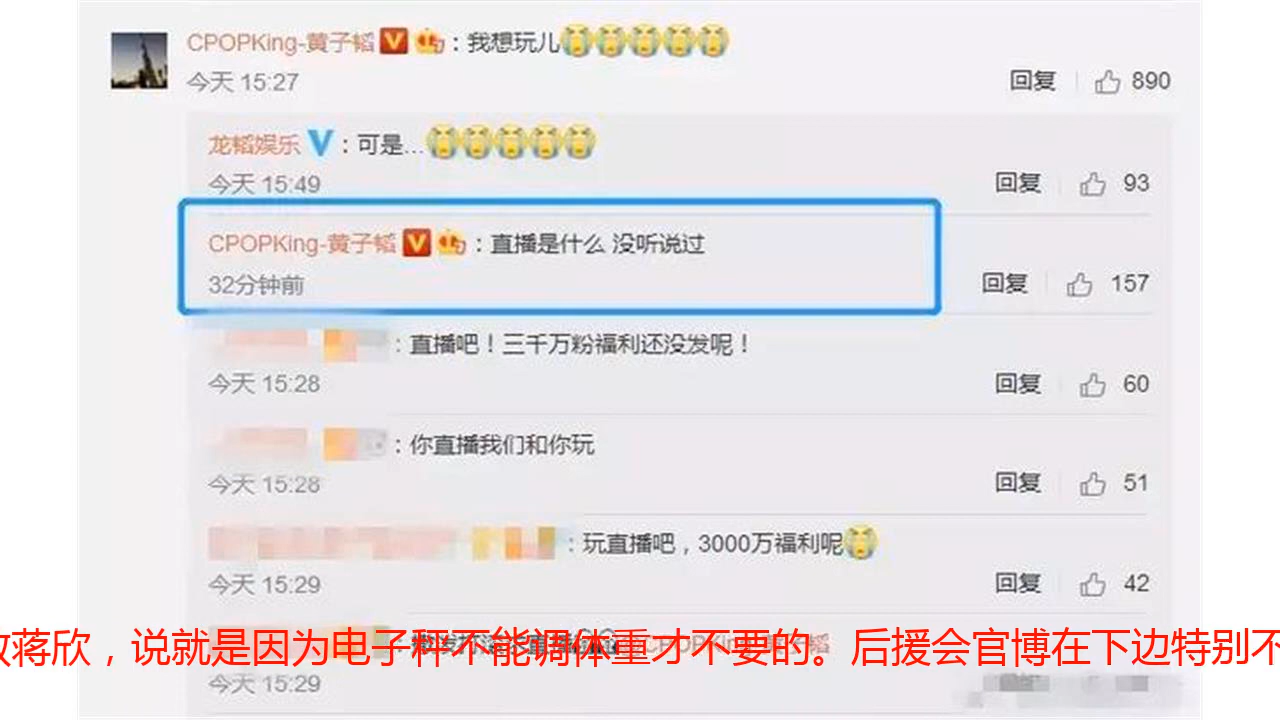 CPOPKing-黄子韬 V : 我想玩儿😭😭😭😭😭
今天 15:27 回复 890
龙韬娱乐 V : 可是...😭😭😭😭😭
今天 15:49 回复 93
CPOPKing-黄子韬 V : 直播是什么 没听说过
32分钟前 回复 157
: 直播吧！三千万粉福利还没发呢！
今天 15:28 回复 60
: 你直播我们和你玩
今天 15:28 回复 51
: 玩直播吧，3000万福利呢😭
今天 15:29 回复 42
蒋欣，说就是因为电子秤不能调体重才不要的。后援会官博在下边特别不
今天 15:29